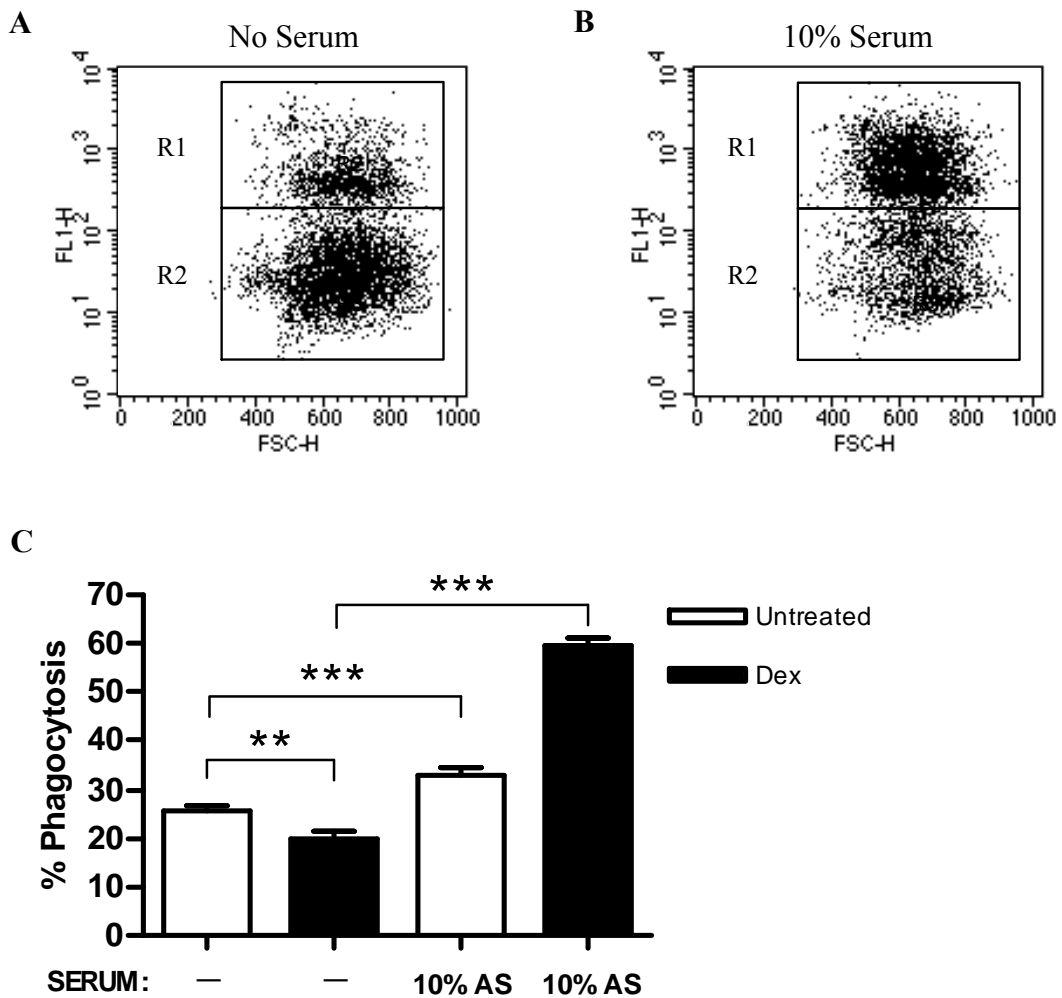 A
No Serum
B
10% Serum
10⁴
10³
10²
10¹
10⁰
FL1-H
R1
R2
0 200 400 600 800 1000
FSC-H
10⁴
10³
10²
10¹
10⁰
FL1-H
R1
R2
0 200 400 600 800 1000
FSC-H
C
% Phagocytosis
70
60
50
40
30
20
10
0
***
***
**
Untreated
Dex
SERUM: — — 10% AS 10% AS